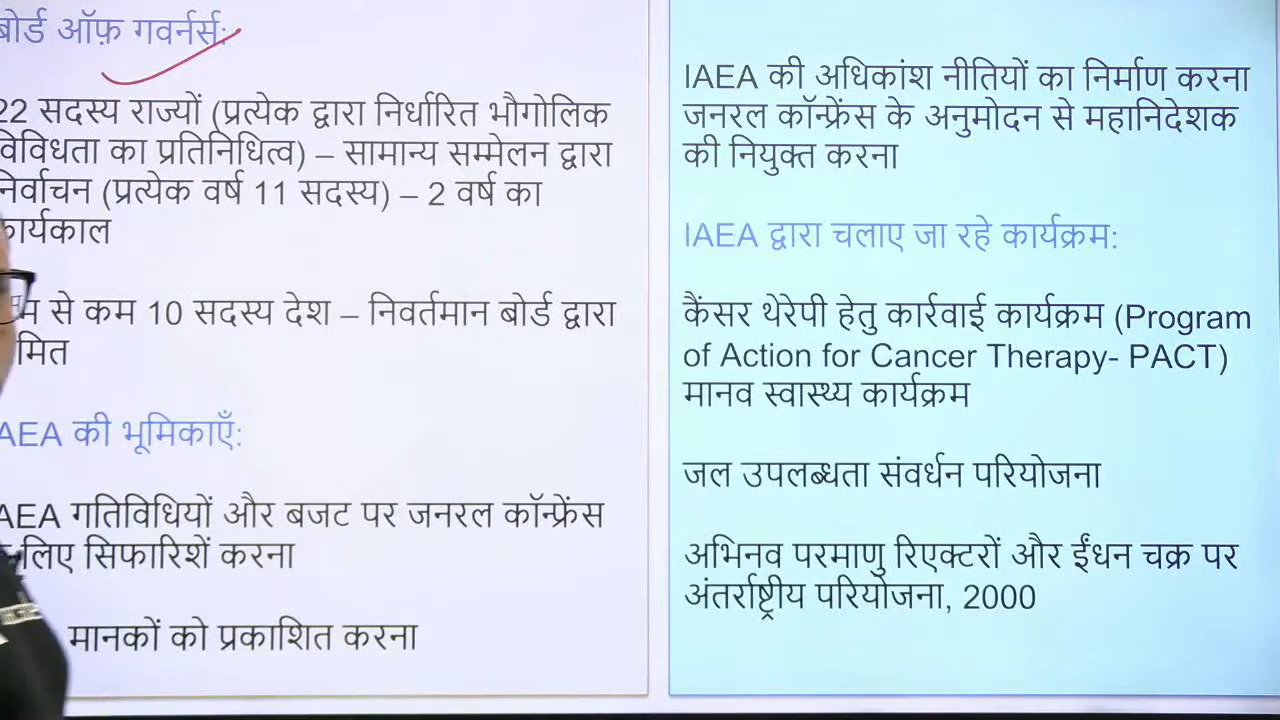 बोर्ड ऑफ़ गवर्नर्स:
22 सदस्य राज्यों (प्रत्येक द्वारा निर्धारित भौगोलिक
विविधता का प्रतिनिधित्व) – सामान्य सम्मेलन द्वारा
निर्वाचन (प्रत्येक वर्ष 11 सदस्य) – 2 वर्ष का
कार्यकाल
से कम 10 सदस्य देश – निवर्तमान बोर्ड द्वारा
AEA की भूमिकाएँ:
AEA गतिविधियों और बजट पर जनरल कॉन्फ्रेंस
लिए सिफारिशें करना
मानकों को प्रकाशित करना
IAEA की अधिकांश नीतियों का निर्माण करना
जनरल कॉन्फ्रेंस के अनुमोदन से महानिदेशक
की नियुक्त करना
IAEA द्वारा चलाए जा रहे कार्यक्रम:
कैंसर थेरेपी हेतु कार्रवाई कार्यक्रम (Program
of Action for Cancer Therapy- PACT)
मानव स्वास्थ्य कार्यक्रम
जल उपलब्धता संवर्धन परियोजना
अभिनव परमाणु रिएक्टरों और ईंधन चक्र पर
अंतर्राष्ट्रीय परियोजना, 2000